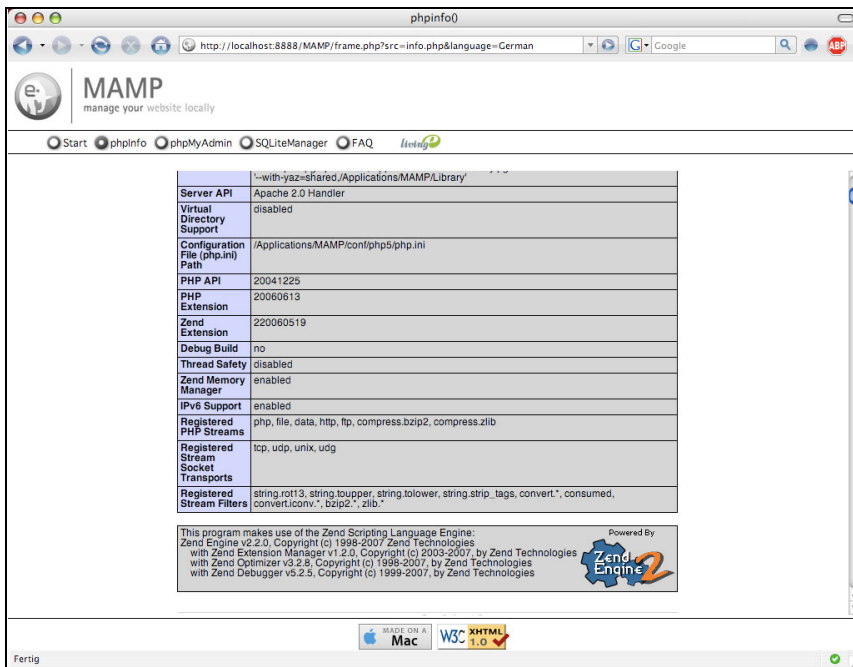 phpinfo()
http://localhost:8888/MAMP/frame.php?src=info.php&language=German
G
Google
ABP
e·
MAMP
manage your website locally
Start
phpInfo
phpMyAdmin
SQLiteManager
FAQ
living e
'--with-yaz=shared,/Applications/MAMP/Library'
Server API
Apache 2.0 Handler
Virtual
Directory
Support
disabled
Configuration
File (php.ini)
Path
/Applications/MAMP/conf/php5/php.ini
PHP API
20041225
PHP
Extension
20060613
Zend
Extension
220060519
Debug Build
no
Thread Safety
disabled
Zend Memory
Manager
enabled
IPv6 Support
enabled
Registered
PHP Streams
php, file, data, http, ftp, compress.bzip2, compress.zlib
Registered
Stream
Socket
Transports
tcp, udp, unix, udg
Registered
Stream Filters
string.rot13, string.toupper, string.tolower, string.strip_tags, convert.*, consumed,
convert.iconv.*, bzip2.*, zlib.*
This program makes use of the Zend Scripting Language Engine:
Zend Engine v2.2.0, Copyright (c) 1998-2007 Zend Technologies
with Zend Extension Manager v1.2.0, Copyright (c) 2003-2007, by Zend Technologies
with Zend Optimizer v3.2.8, Copyright (c) 1998-2007, by Zend Technologies
with Zend Debugger v5.2.5, Copyright (c) 1999-2007, by Zend Technologies
Powered By
Zend
Engine 2
MADE ON A
Mac
W3C XHTML
1.0
Fertig